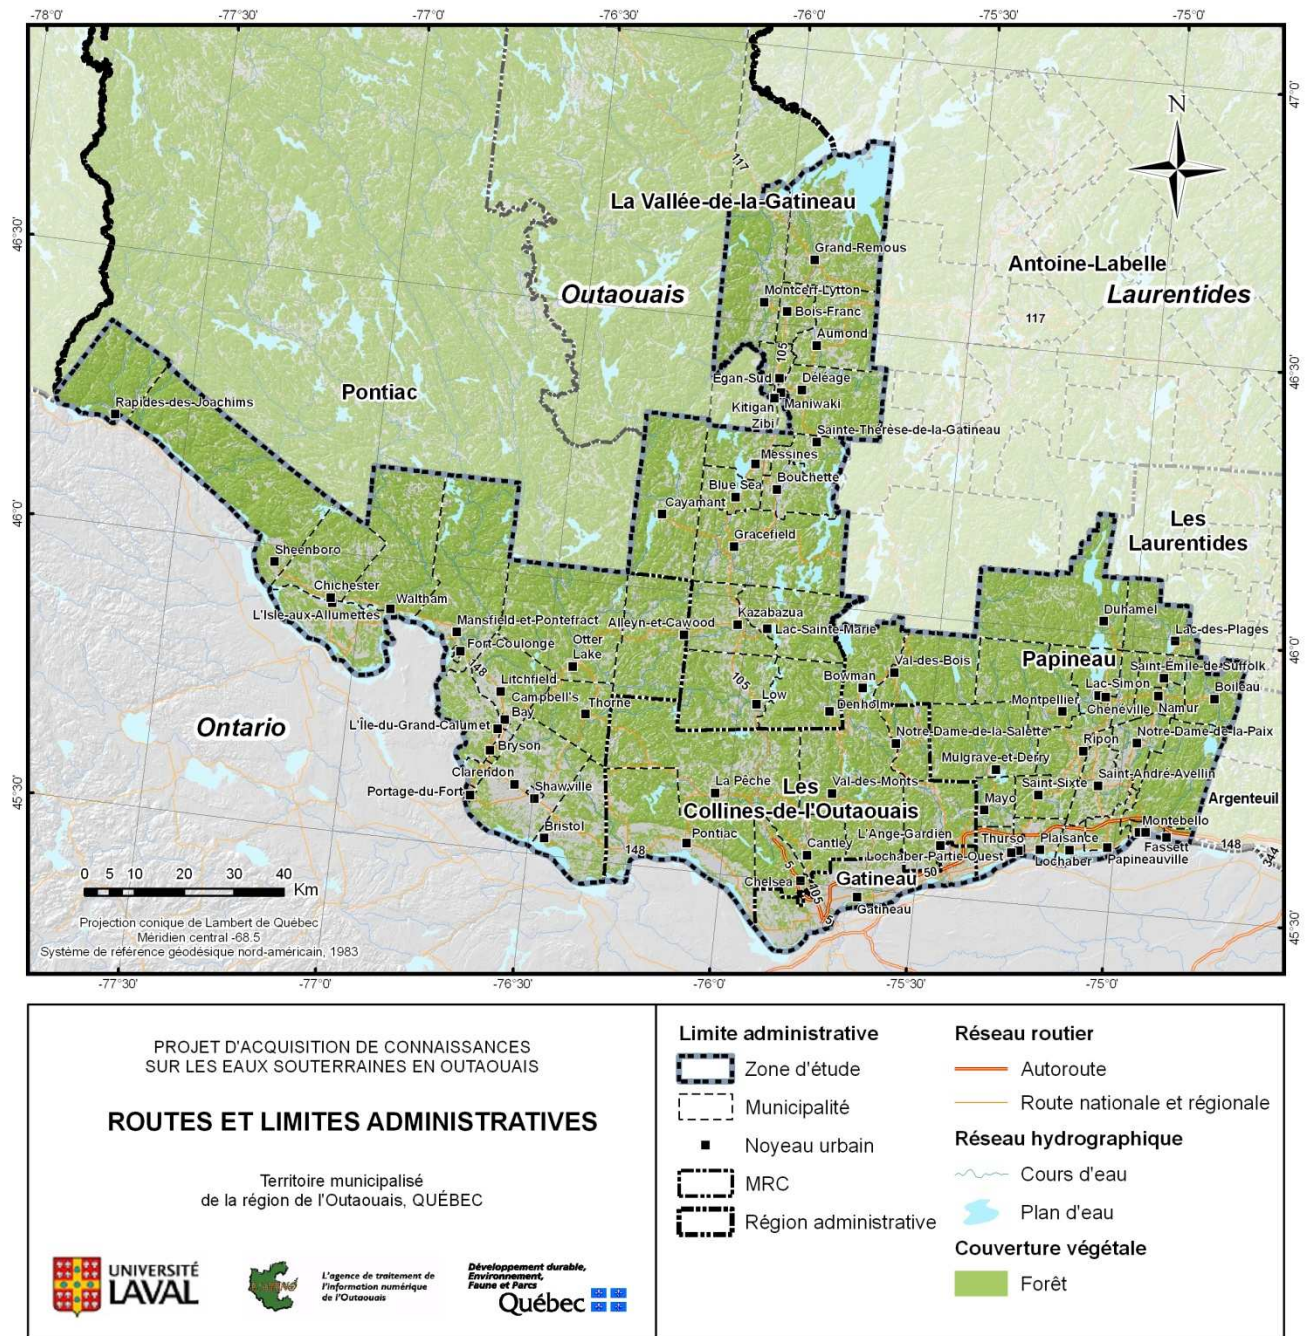 -78°0'
-77°30'
-77°0'
-76°30'
-76°0'
-75°30'
-75°0'
47°0'
N
117
La Vallée-de-la-Gatineau
46°30'
Grand-Remous
Antoine-Labelle
Outaouais
Laurentides
Montcerf-Lytton
Bois-Franc
117
Aumond
105
46°30'
Pontiac
Egan-Sud
Déléage
Rapides-des-Joachims
Kitigan
Zibi
Maniwaki
Sainte-Thérèse-de-la-Gatineau
Messines
Blue Sea
Bouchette
Cayamant
46°0'
Les
Laurentides
Gracefield
Sheenboro
Chichester
L'Isle-aux-Allumettes
Waltham
Mansfield-et-Pontefract
Alleyn-et-Cawood
Kazabazua
Lac-Sainte-Marie
Duhamel
Lac-des-Plages
Fort-Coulonge
Otter
Lake
148
46°0'
Val-des-Bois
Papineau
Saint-Émile-de-Suffolk
Litchfield
105
Bowman
Lac-Simon
Boileau
Campbell's
Bay
Low
Denholm
Montpellier
Chénéville
Namur
Thorne
Ontario
L'Île-du-Grand-Calumet
Notre-Dame-de-la-Salette
Ripon
Notre-Dame-de-la-Paix
Bryson
Mulgrave-et-Derry
Clarendon
La Pêche
Les
Collines-de-l'Outaouais
Val-des-Monts
Saint-Sixte
Saint-André-Avellin
45°30'
Portage-du-Fort
Shawville
Mayo
Argenteuil
Bristol
148
Pontiac
Cantley
L'Ange-Gardien
Thurso
Plaisance
Montebello
Lochaber-Partie-Ouest
Lochaber
Papineauville
Fassett
148
344
5
Chelsea
105
Gatineau
50
Gatineau
5
45°30'
0 5 10 20 30 40
Km
Projection conique de Lambert de Québec
Méridien central -68.5
Système de référence géodésique nord-américain, 1983
-77°30'
-77°0'
-76°30'
-76°0'
-75°30'
-75°0'
PROJET D'ACQUISITION DE CONNAISSANCES
SUR LES EAUX SOUTERRAINES EN OUTAOUAIS
ROUTES ET LIMITES ADMINISTRATIVES
Territoire municipalisé
de la région de l'Outaouais, QUÉBEC
UNIVERSITÉ
LAVAL
L'agence de traitement de
l'information numérique
de l'Outaouais
Développement durable,
Environnement,
Faune et Parcs
Québec
Limite administrative
Zone d'étude
Municipalité
Noyeau urbain
MRC
Région administrative
Réseau routier
Autoroute
Route nationale et régionale
Réseau hydrographique
Cours d'eau
Plan d'eau
Couverture végétale
Forêt